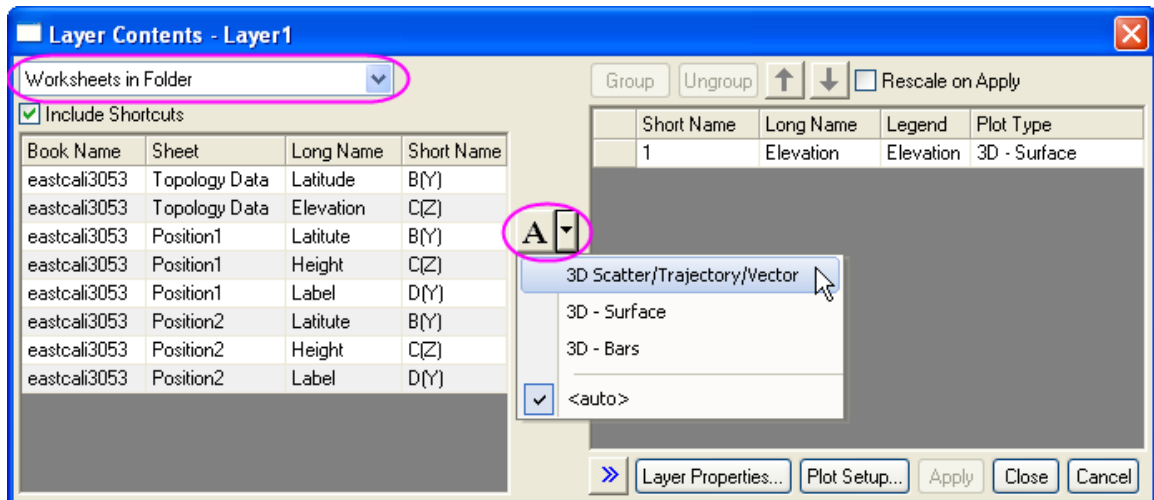 Layer Contents - Layer1
Worksheets in Folder
Include Shortcuts
Book Name Sheet Long Name Short Name
eastcali3053 Topology Data Latitude B(Y)
eastcali3053 Topology Data Elevation C(Z)
eastcali3053 Position1 Latitute B(Y)
eastcali3053 Position1 Height C(Z)
eastcali3053 Position1 Label D(Y)
eastcali3053 Position2 Latitute B(Y)
eastcali3053 Position2 Height C(Z)
eastcali3053 Position2 Label D(Y)
A
3D Scatter/Trajectory/Vector
3D - Surface
3D - Bars
<auto>
Group Ungroup Rescale on Apply
Short Name Long Name Legend Plot Type
1 Elevation Elevation 3D - Surface
>> Layer Properties... Plot Setup... Apply Close Cancel